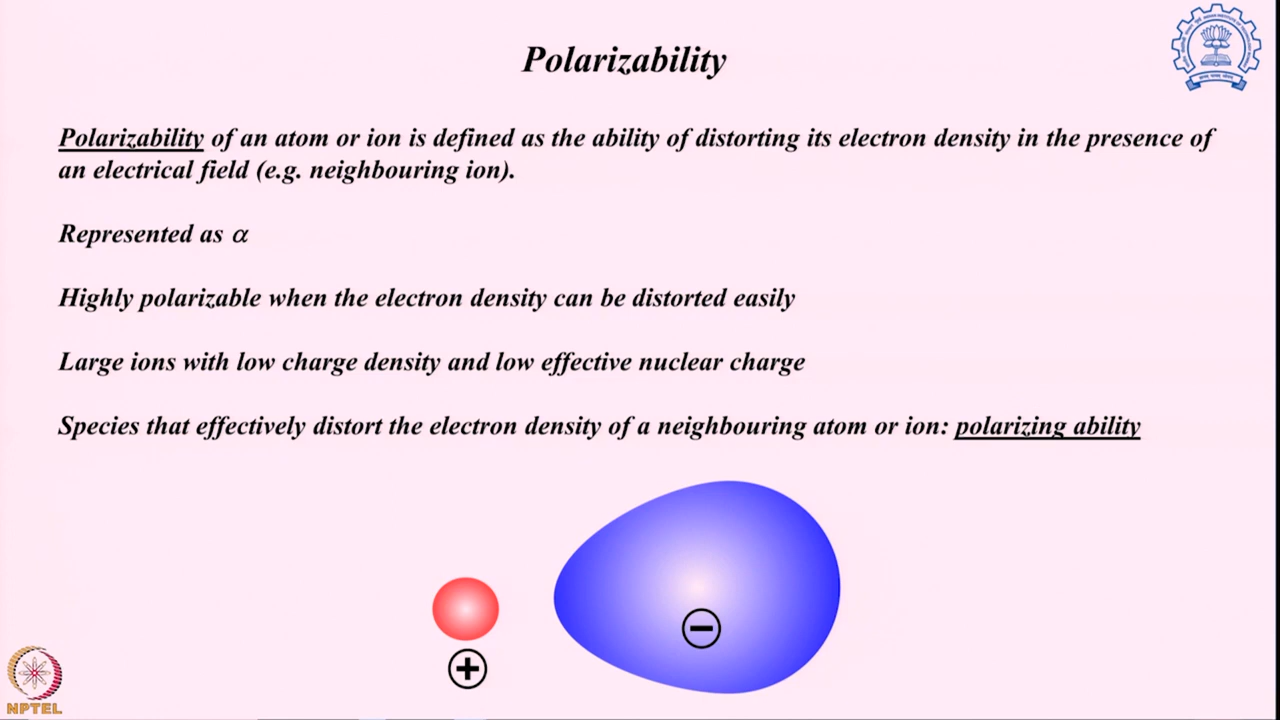 Polarizability
Polarizability of an atom or ion is defined as the ability of distorting its electron density in the presence of
an electrical field (e.g. neighbouring ion).
Represented as α
Highly polarizable when the electron density can be distorted easily
Large ions with low charge density and low effective nuclear charge
Species that effectively distort the electron density of a neighbouring atom or ion: polarizing ability
+
−
NPTEL